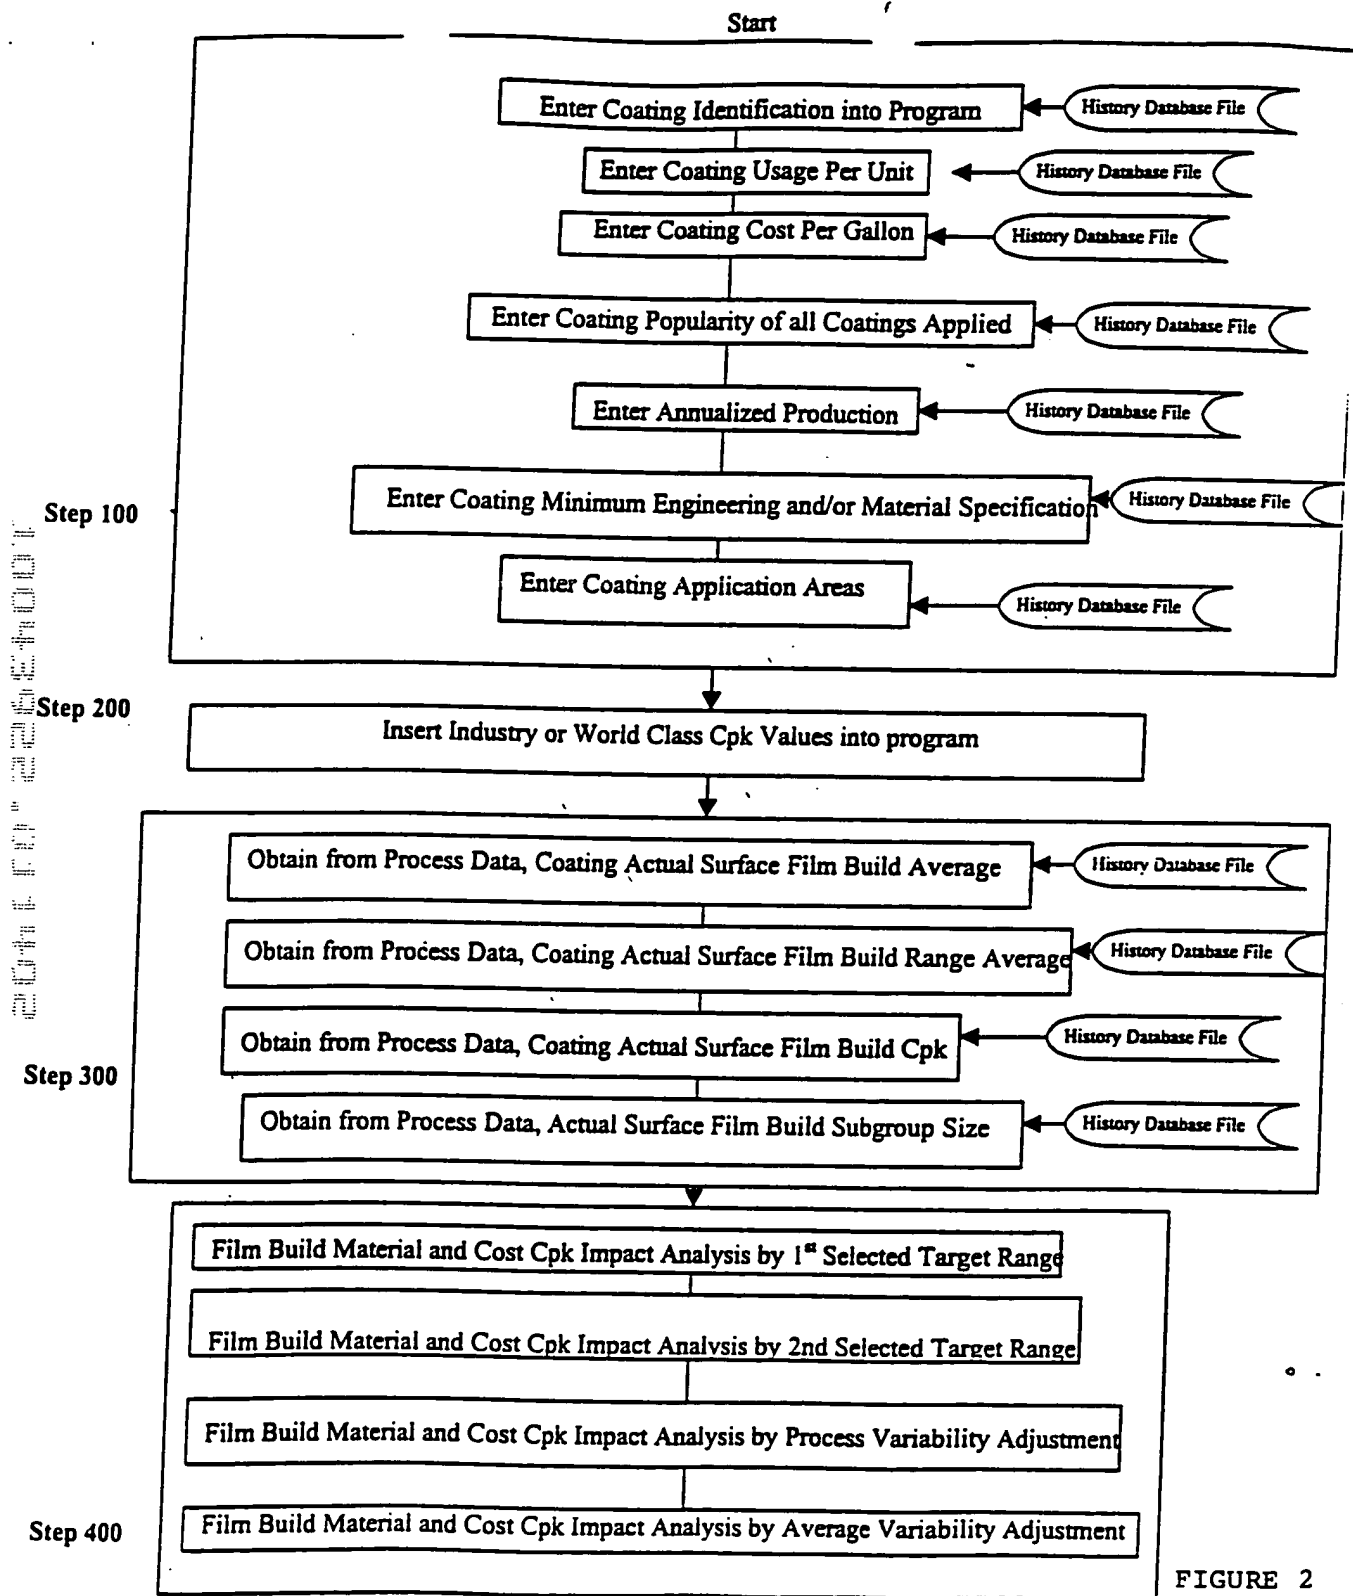 Start
Enter Coating Identification into Program
History Database File
Enter Coating Usage Per Unit
History Database File
Enter Coating Cost Per Gallon
History Database File
Enter Coating Popularity of all Coatings Applied
History Database File
Enter Annualized Production
History Database File
Step 100
Enter Coating Minimum Engineering and/or Material Specification
History Database File
Enter Coating Application Areas
History Database File
Step 200
Insert Industry or World Class Cpk Values into program
Obtain from Process Data, Coating Actual Surface Film Build Average
History Database File
Obtain from Process Data, Coating Actual Surface Film Build Range Average
History Database File
Obtain from Process Data, Coating Actual Surface Film Build Cpk
History Database File
Step 300
Obtain from Process Data, Actual Surface Film Build Subgroup Size
History Database File
Film Build Material and Cost Cpk Impact Analysis by 1st Selected Target Range
Film Build Material and Cost Cpk Impact Analysis by 2nd Selected Target Range
Film Build Material and Cost Cpk Impact Analysis by Process Variability Adjustment
Step 400
Film Build Material and Cost Cpk Impact Analysis by Average Variability Adjustment
FIGURE 2